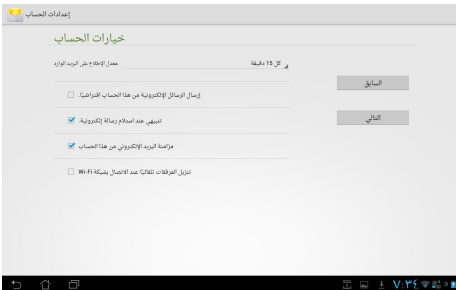 إعدادات الحساب
خيارات الحساب
معدل الإطلاع على البريد الوارد
كل 15 دقيقة
إرسال الرسائل الإلكترونية من هذا الحساب افتراضيًا.
تنبيهي عند استلام رسالة إلكترونية.
مزامنة البريد الإلكتروني من هذا الحساب
تنزيل المرفقات تلقائيًا عند الاتصال بشبكة Wi-Fi
السابق
التالي
٧:٣٤